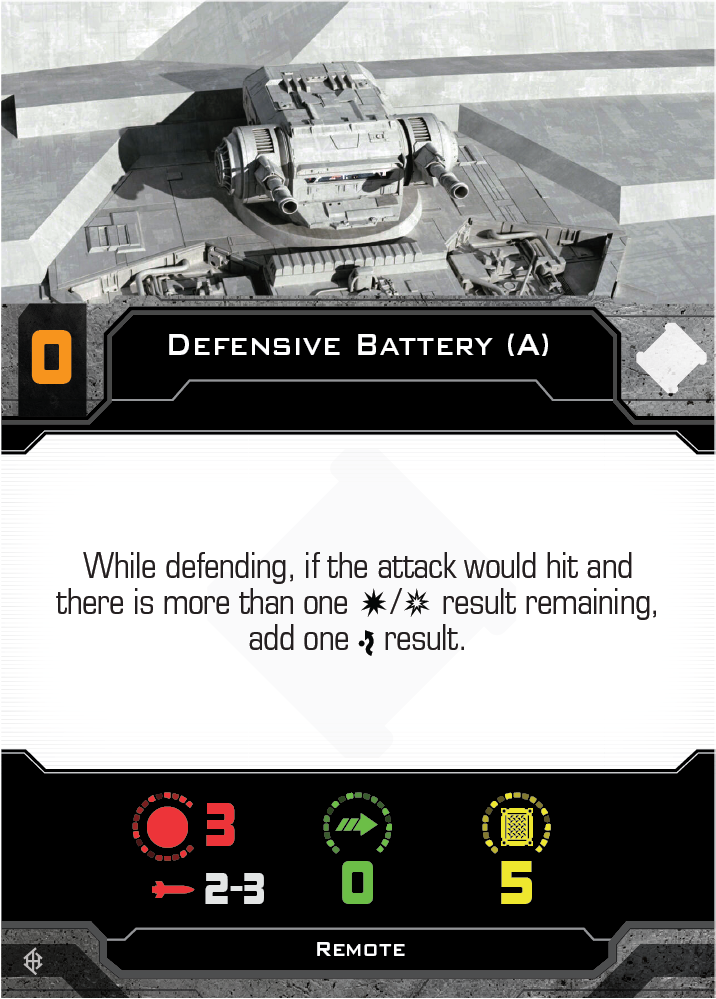 0
Defensive Battery (A)
While defending, if the attack would hit and
there is more than one / result remaining,
add one result.
3
0
5
2-3
Remote